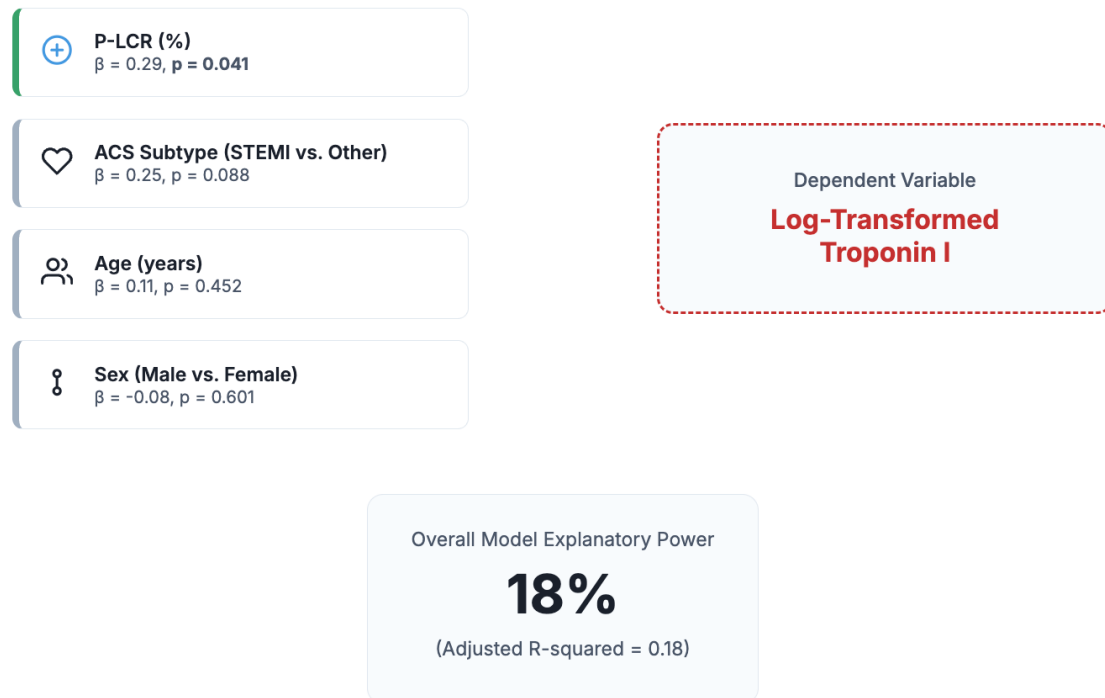 P-LCR (%)
β = 0.29, p = 0.041
ACS Subtype (STEMI vs. Other)
β = 0.25, p = 0.088
Age (years)
β = 0.11, p = 0.452
Sex (Male vs. Female)
β = -0.08, p = 0.601
Dependent Variable
Log-Transformed
Troponin I
Overall Model Explanatory Power
18%
(Adjusted R-squared = 0.18)